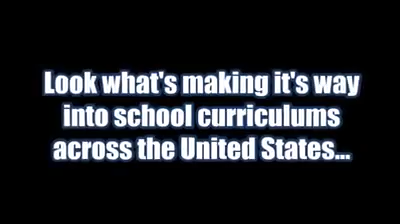 Look what's making it's way
into school curriculums
across the United States...